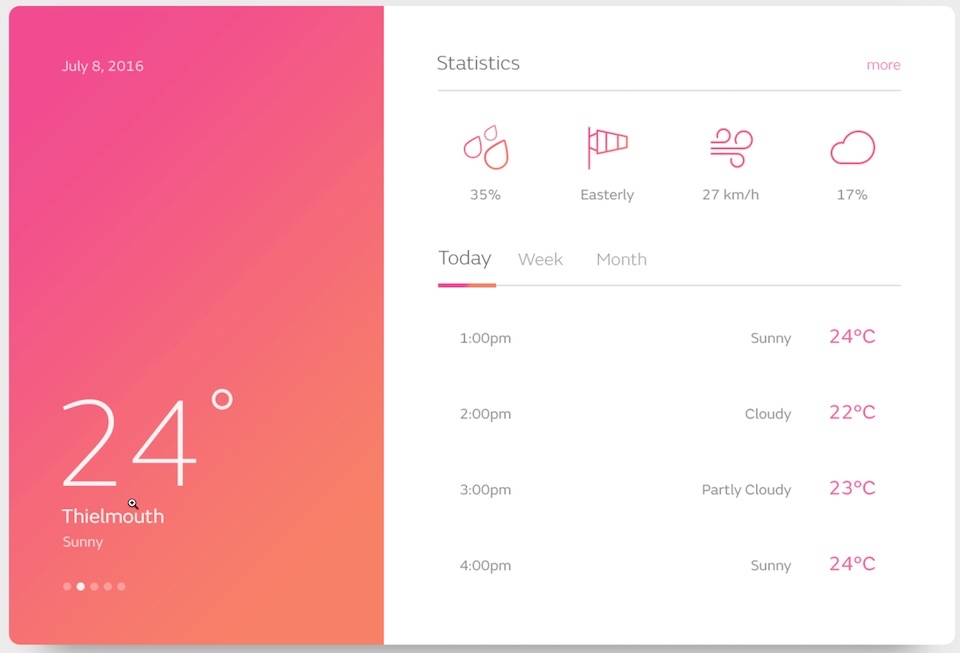 July 8, 2016
24°
Thielmouth
Sunny
Statistics more
35% Easterly 27 km/h 17%
Today Week Month
1:00pm Sunny 24°C
2:00pm Cloudy 22°C
3:00pm Partly Cloudy 23°C
4:00pm Sunny 24°C